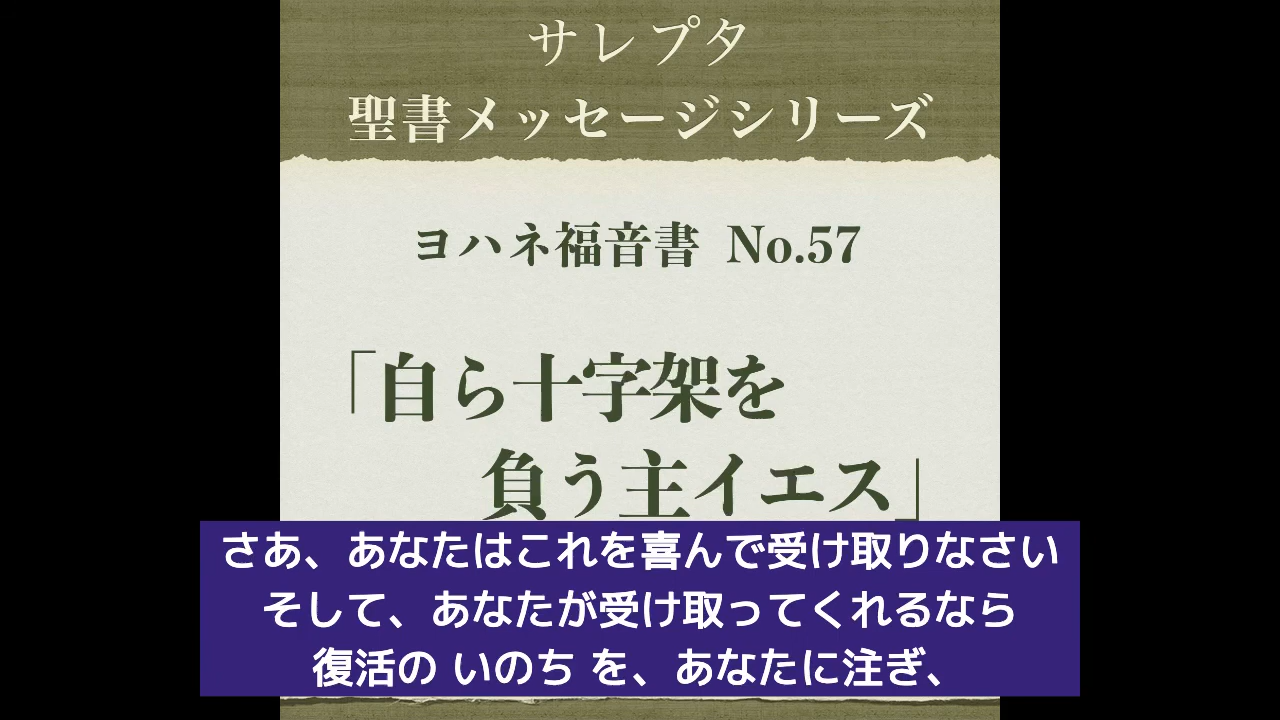 サレプタ
聖書メッセージシリーズ
ヨハネ福音書 No.57
「自ら十字架を
負う主イエス」
さあ、あなたはこれを喜んで受け取りなさい
そして、あなたが受け取ってくれるなら
復活の いのち を、あなたに注ぎ、